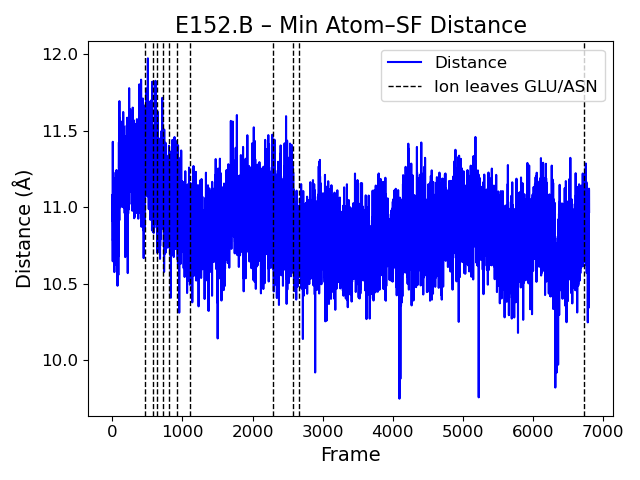 E152.B – Min Atom–SF Distance
12.0
11.5
11.0
10.5
10.0
Distance (Å)
Distance
Ion leaves GLU/ASN
0 1000 2000 3000 4000 5000 6000 7000
Frame